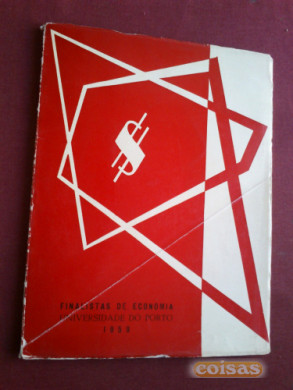 FINALISTAS DE ECONOMIA
UNIVERSIDADE DO PORTO
1959
coisas